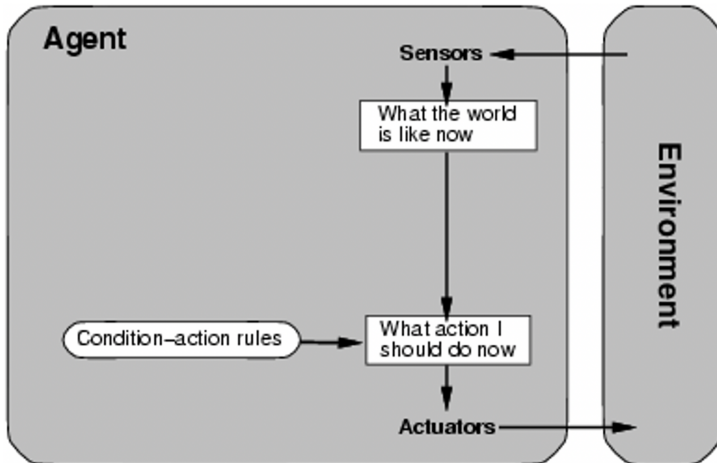 Agent
Sensors
What the world
is like now
Environment
Condition–action rules
What action I
should do now
Actuators